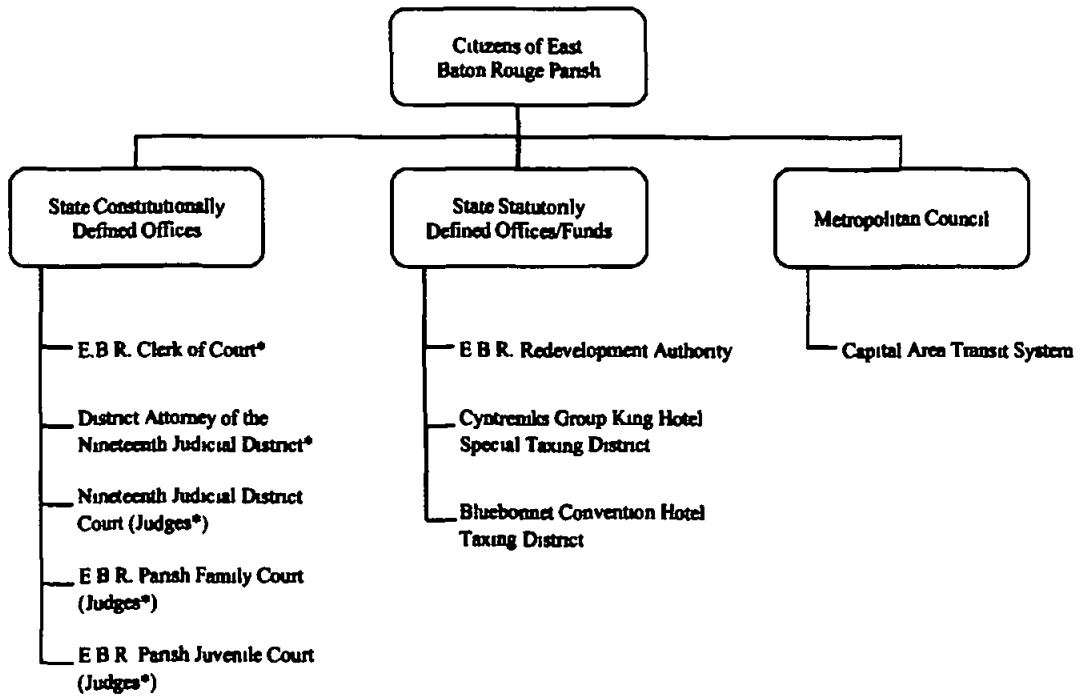 Citizens of East
Baton Rouge Parish
State Constitutionally
Defined Offices
State Statutorily
Defined Offices/Funds
Metropolitan Council
E.B R. Clerk of Court*
District Attorney of the
Nineteenth Judicial District*
Nineteenth Judicial District
Court (Judges*)
E B R. Parish Family Court
(Judges*)
E B R Parish Juvenile Court
(Judges*)
E B R. Redevelopment Authority
Cyntreniks Group King Hotel
Special Taxing District
Bluebonnet Convention Hotel
Taxing District
Capital Area Transit System